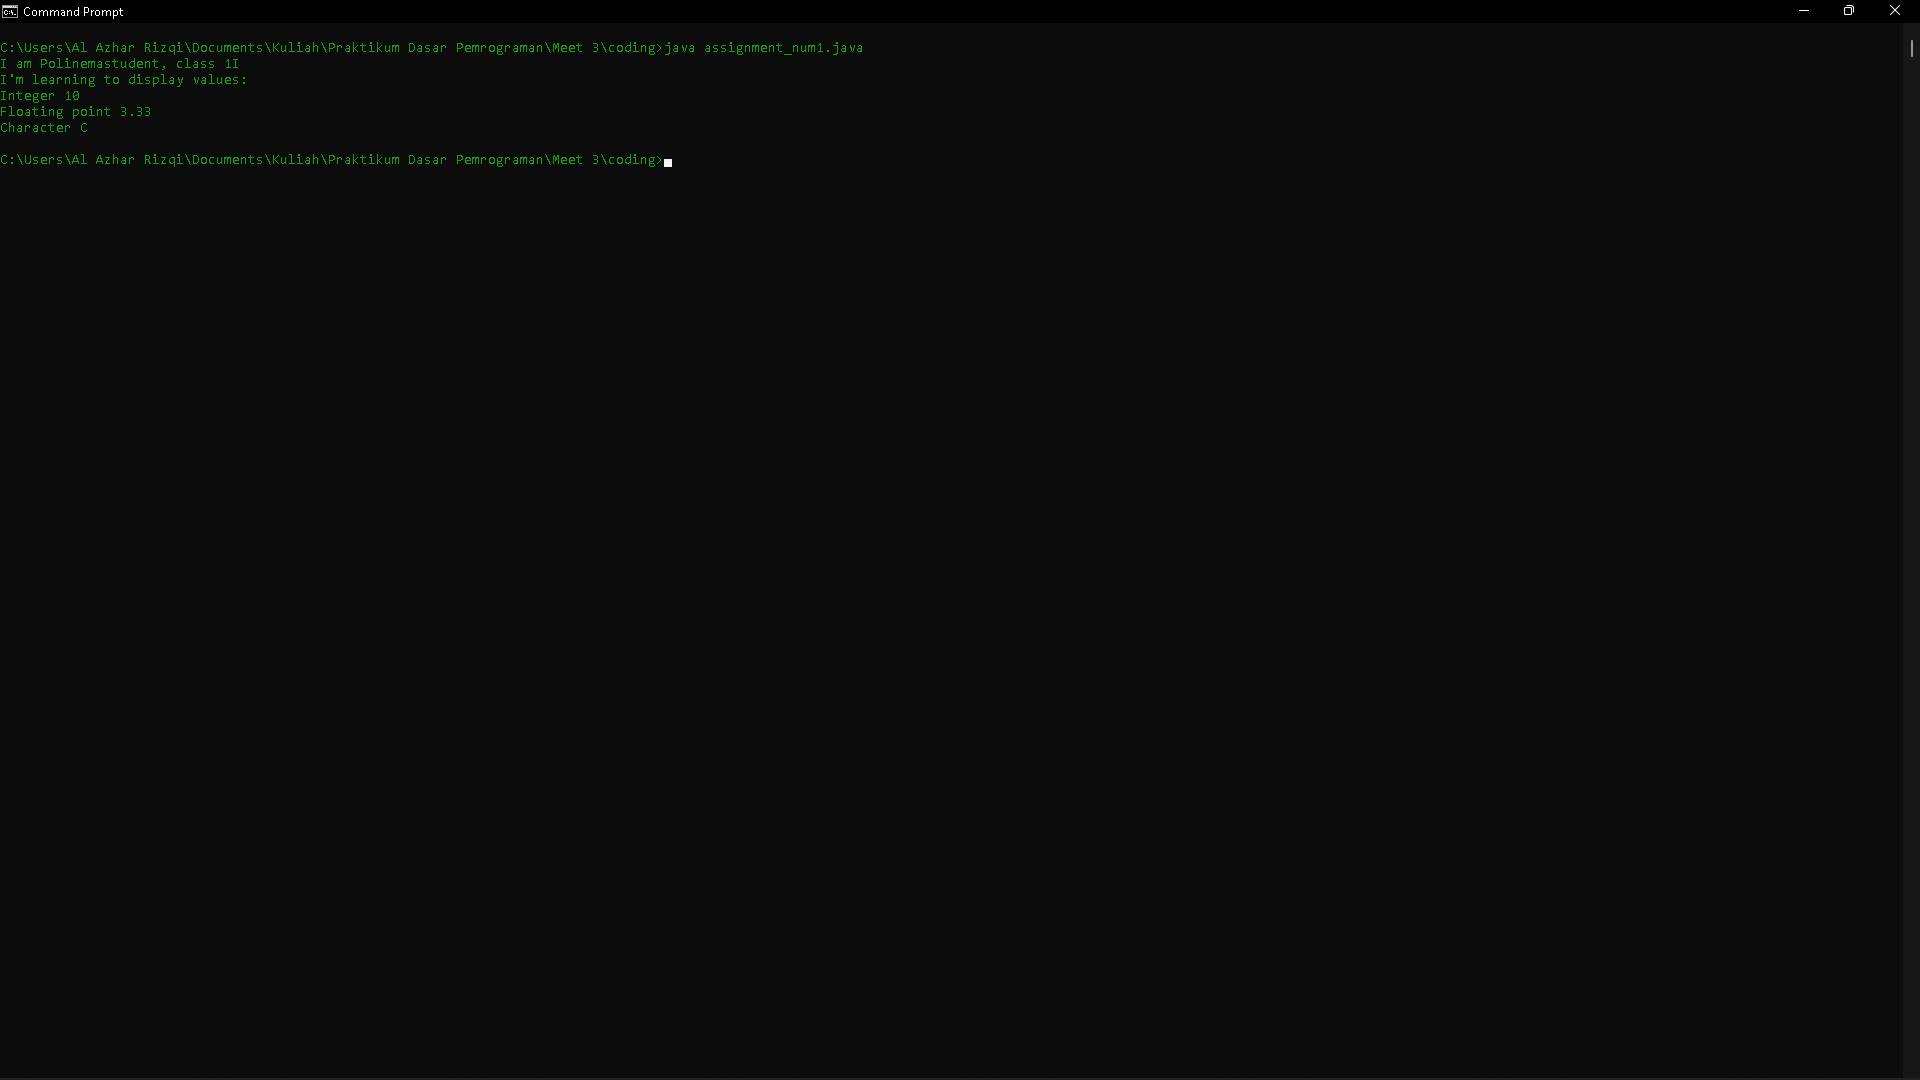 Command Prompt
C:\Users\Al Azhar Rizqi\Documents\Kuliah\Praktikum Dasar Pemrograman\Meet 3\coding>java assignment_num1.java
I am Polinemastudent, class 1I
I'm learning to display values:
Integer 10
Floating point 3.33
Character C
C:\Users\Al Azhar Rizqi\Documents\Kuliah\Praktikum Dasar Pemrograman\Meet 3\coding>